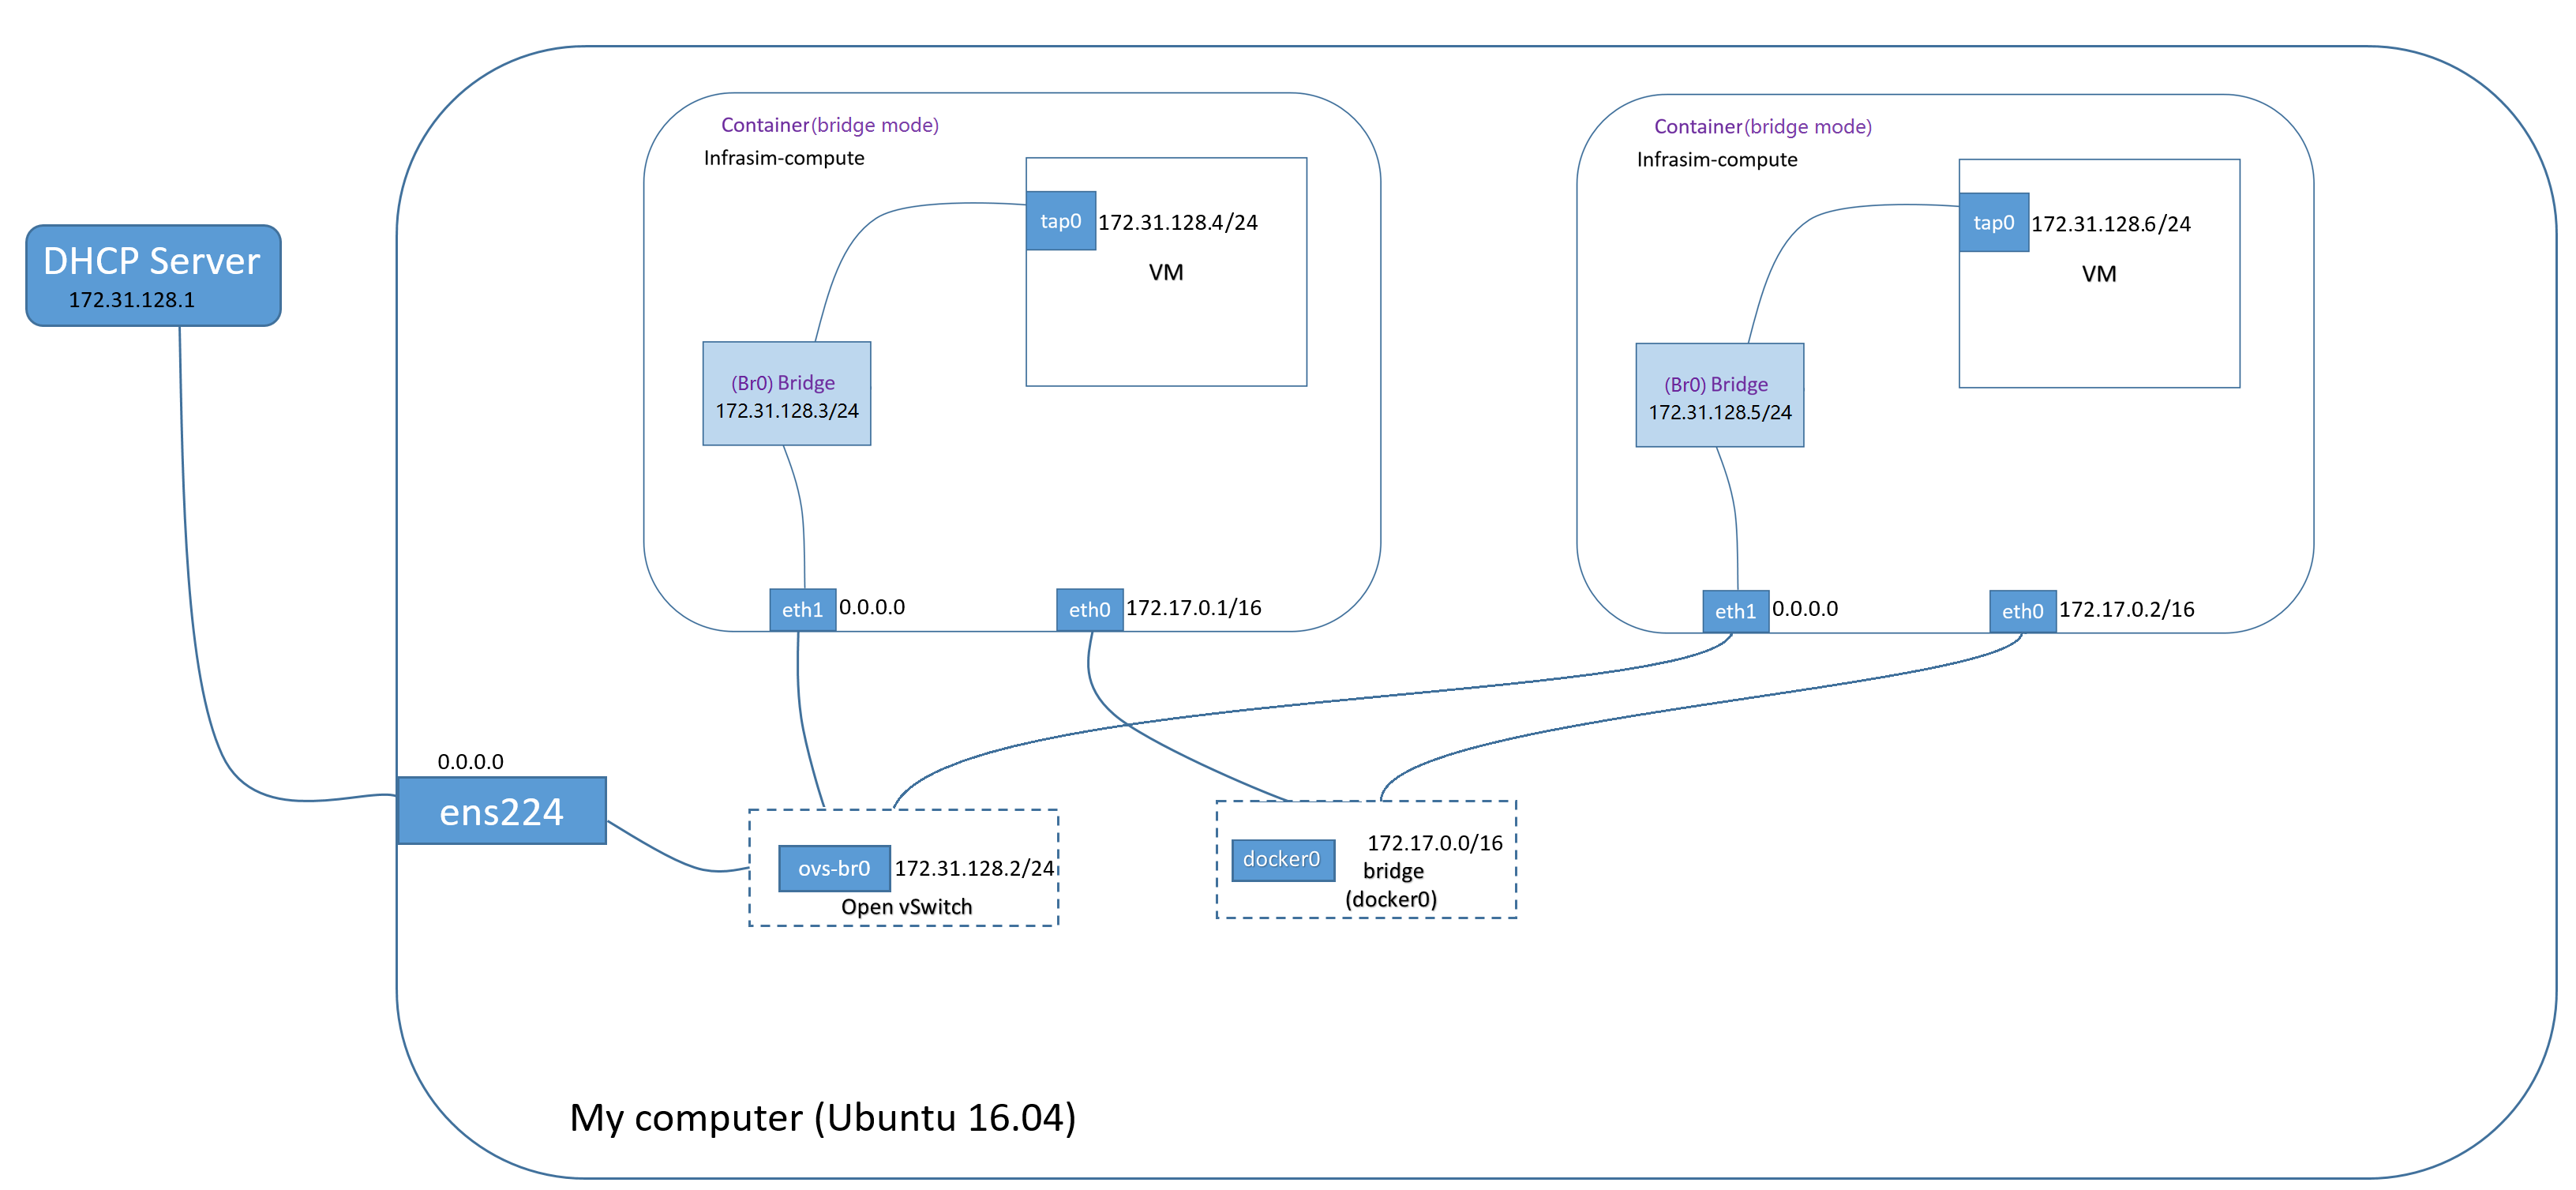 Container(bridge mode)
Infrasim-compute
tap0 172.31.128.4/24
VM
(Br0) Bridge
172.31.128.3/24
eth1 0.0.0.0
eth0 172.17.0.1/16
Container(bridge mode)
Infrasim-compute
tap0 172.31.128.6/24
VM
(Br0) Bridge
172.31.128.5/24
eth1 0.0.0.0
eth0 172.17.0.2/16
DHCP Server
172.31.128.1
0.0.0.0
ens224
ovs-br0 172.31.128.2/24
Open vSwitch
docker0
172.17.0.0/16
bridge
(docker0)
My computer (Ubuntu 16.04)